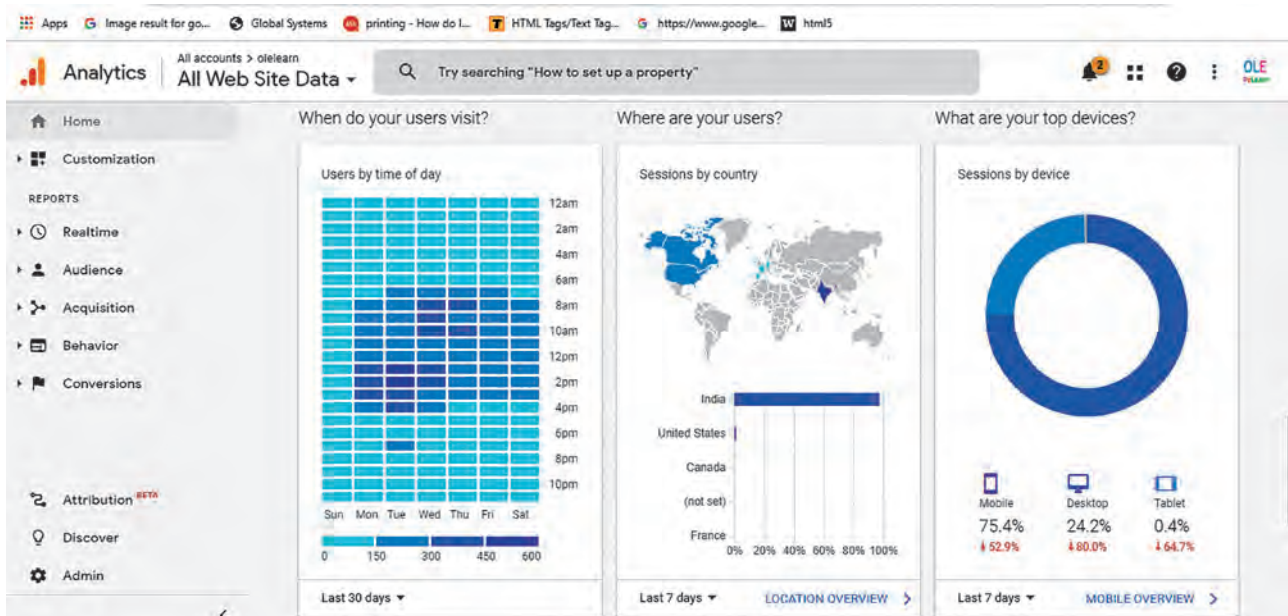 Apps Image result for go... Global Systems printing - How do I... HTML Tags/Text Tag... https://www.google... html5
Analytics
All accounts > olelearn
All Web Site Data
Try searching "How to set up a property"
2
OLE
Home
Customization
REPORTS
Realtime
Audience
Acquisition
Behavior
Conversions
Attribution BETA
Discover
Admin
When do your users visit?
Users by time of day
12am
2am
4am
6am
8am
10am
12pm
2pm
4pm
6pm
8pm
10pm
Sun Mon Tue Wed Thu Fri Sat
0 150 300 450 600
Last 30 days
Where are your users?
Sessions by country
India
United States
Canada
(not set)
France
0% 20% 40% 60% 80% 100%
Last 7 days LOCATION OVERVIEW
What are your top devices?
Sessions by device
Mobile Desktop Tablet
75.4% 24.2% 0.4%
52.9% 80.0% 64.7%
Last 7 days MOBILE OVERVIEW